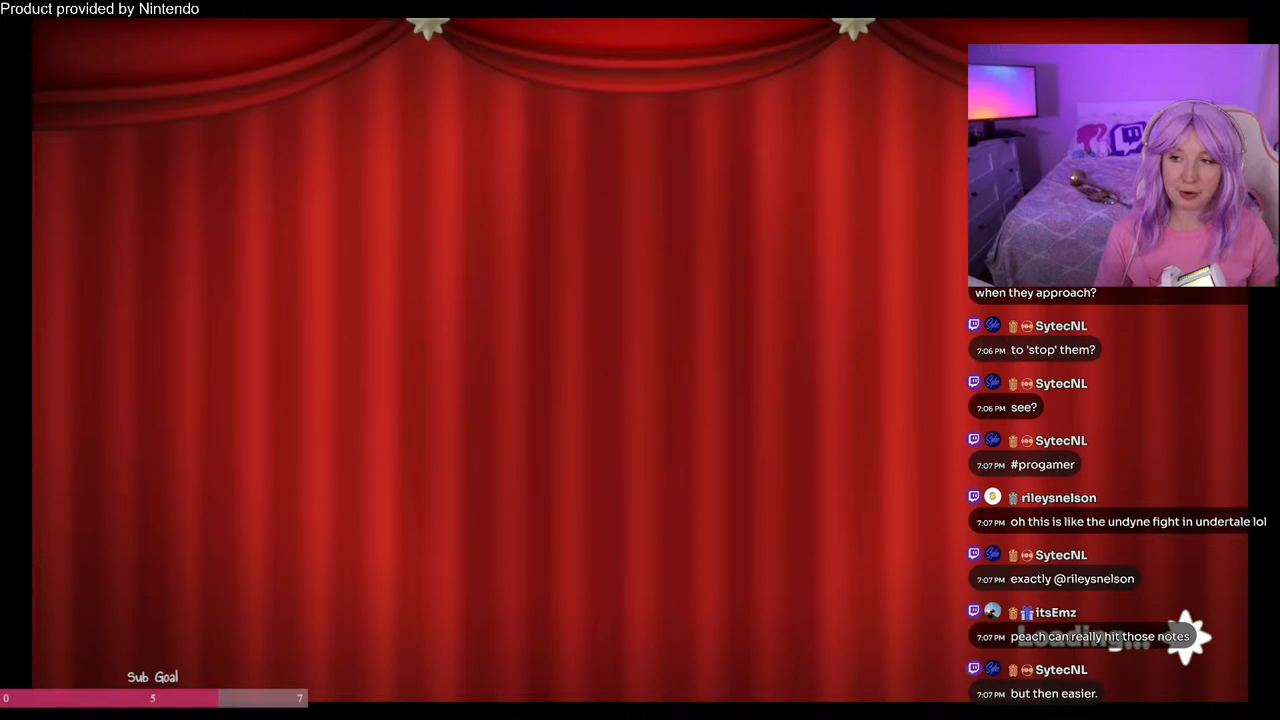 Product provided by Nintendo
when they approach?
SytecNL
7:06 PM to 'stop' them?
SytecNL
7:06 PM see?
SytecNL
7:07 PM #progamer
rileysnelson
7:07 PM oh this is like the undyne fight in undertale lol
SytecNL
7:07 PM exactly @rileysnelson
itsEmz
7:07 PM peach can really hit those notes
Loading...
SytecNL
7:07 PM but then easier.
Sub Goal
0 5 7